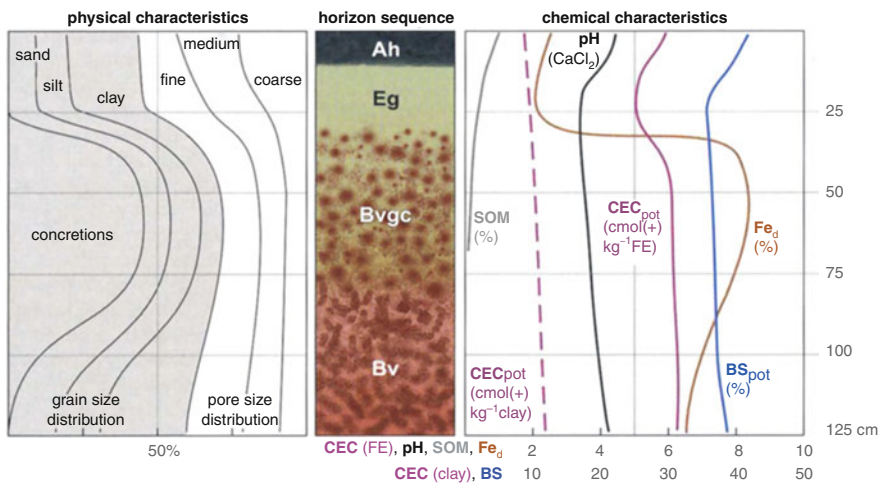 physical characteristics
horizon sequence
chemical characteristics
sand
silt
clay
fine
medium
coarse
concretions
grain size
distribution
pore size
distribution
50%
Ah
Eg
Bvgc
Bv
pH
(CaCl₂)
SOM
(%)
CECpot
(cmol(+)
kg⁻¹FE)
Fed
(%)
CECpot
(cmol(+)
kg⁻¹clay)
BSpot
(%)
25
50
75
100
125 cm
CEC (FE), pH, SOM, Fed 2 4 6 8 10
CEC (clay), BS 10 20 30 40 50